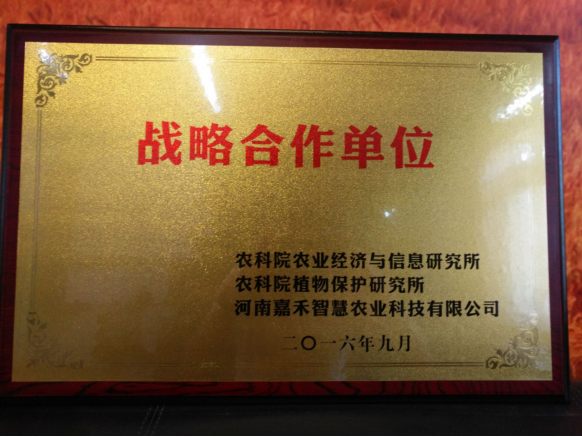 战略合作单位
农科院农业经济与信息研究所
农科院植物保护研究所
河南嘉禾智慧农业科技有限公司
二〇一六年九月